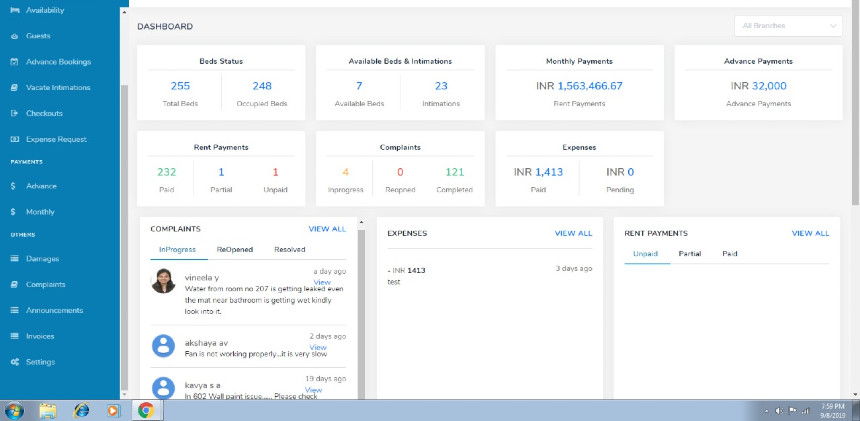 Availability
Guests
Advance Bookings
Vacate Intimations
Checkouts
Expense Request
PAYMENTS
Advance
Monthly
OTHERS
Damages
Complaints
Announcements
Invoices
Settings
DASHBOARD
All Branches
Beds Status
255
248
Total Beds
Occupied Beds
Available Beds & Intimations
7
23
Available Beds
Intimations
Monthly Payments
INR 1,563,466.67
Rent Payments
Advance Payments
INR 32,000
Advance Payments
Rent Payments
232
1
1
Paid
Partial
Unpaid
Complaints
4
0
121
Inprogress
Reopned
Completed
Expenses
INR 1,413
INR 0
Paid
Pending
COMPLAINTS
VIEW ALL
InProgress
ReOpened
Resolved
vineela y
a day ago
View
Water from room no 207 is getting leaked even
the mat near bathroom is getting wet kindly
look into it.
akshaya av
2 days ago
View
Fan is not working properly...it is very slow
kavya s a
19 days ago
View
In 602 Wall paint issue...... Please check
EXPENSES
VIEW ALL
- INR 1413
3 days ago
test
RENT PAYMENTS
VIEW ALL
Unpaid
Partial
Paid
7:59 PM
9/6/2019